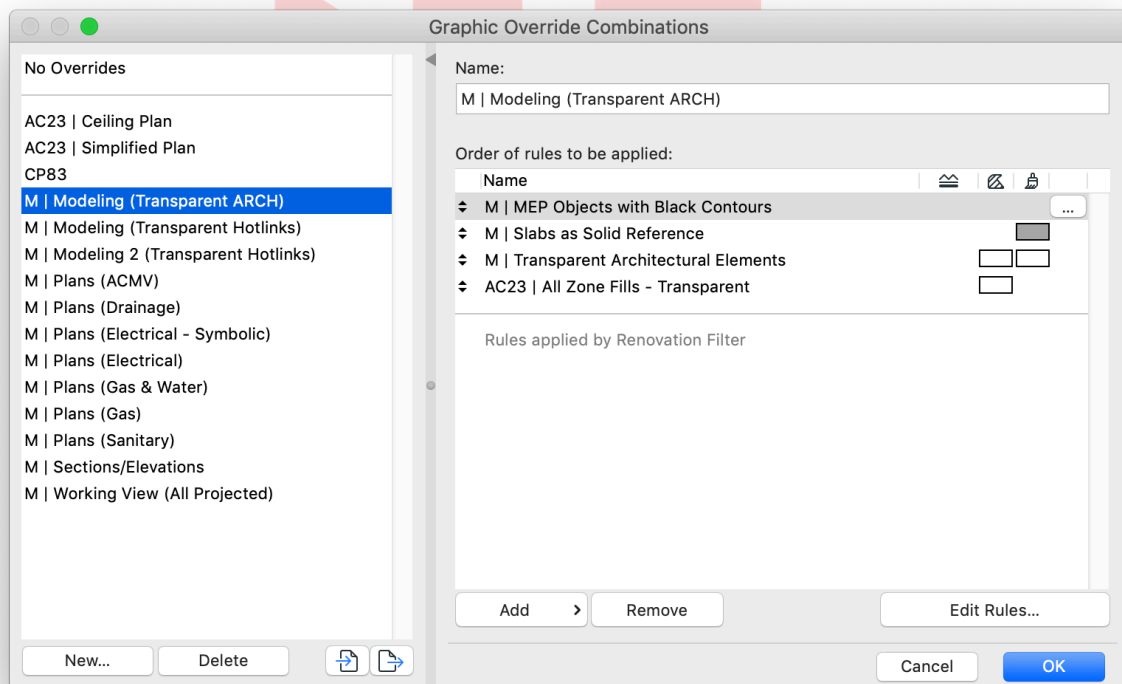 Graphic Override Combinations
No Overrides
AC23 | Ceiling Plan
AC23 | Simplified Plan
CP83
M | Modeling (Transparent ARCH)
M | Modeling (Transparent Hotlinks)
M | Modeling 2 (Transparent Hotlinks)
M | Plans (ACMV)
M | Plans (Drainage)
M | Plans (Electrical - Symbolic)
M | Plans (Electrical)
M | Plans (Gas & Water)
M | Plans (Gas)
M | Plans (Sanitary)
M | Sections/Elevations
M | Working View (All Projected)
New...
Delete
Name:
M | Modeling (Transparent ARCH)
Order of rules to be applied:
Name
M | MEP Objects with Black Contours
...
M | Slabs as Solid Reference
M | Transparent Architectural Elements
AC23 | All Zone Fills - Transparent
Rules applied by Renovation Filter
Add
Remove
Edit Rules...
Cancel
OK